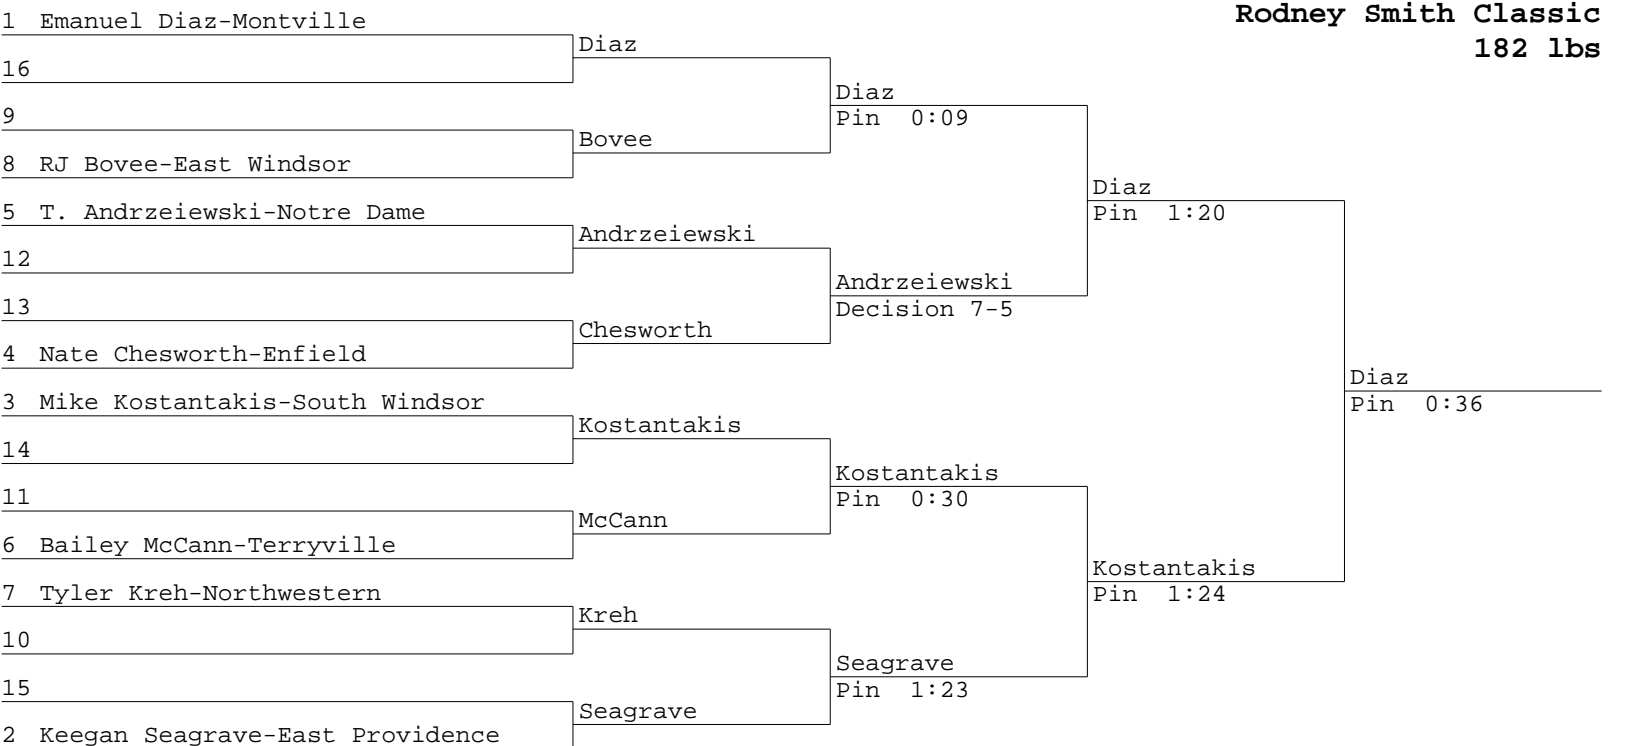 Rodney Smith Classic
182 lbs
1 Emanuel Diaz-Montville
16
9
8 RJ Bovee-East Windsor
5 T. Andrzeiewski-Notre Dame
12
13
4 Nate Chesworth-Enfield
3 Mike Kostantakis-South Windsor
14
11
6 Bailey McCann-Terryville
7 Tyler Kreh-Northwestern
10
15
2 Keegan Seagrave-East Providence
Diaz
Bovee
Andrzeiewski
Chesworth
Kostantakis
McCann
Kreh
Seagrave
Diaz
Pin 0:09
Andrzeiewski
Decision 7-5
Kostantakis
Pin 0:30
Seagrave
Pin 1:23
Diaz
Pin 1:20
Kostantakis
Pin 1:24
Diaz
Pin 0:36